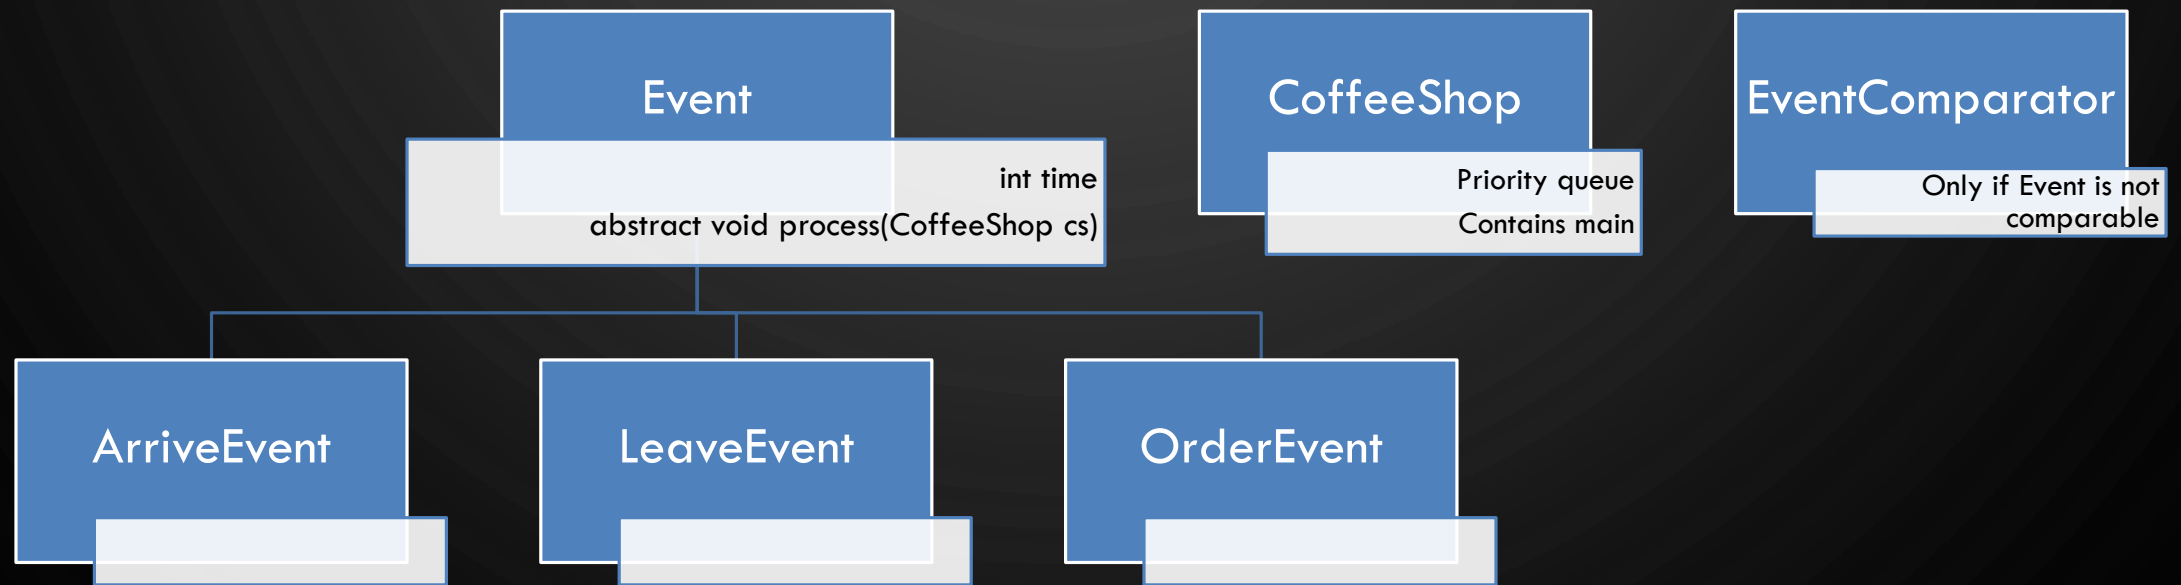 Event
int time
abstract void process(CoffeeShop cs)
CoffeeShop
Priority queue
Contains main
EventComparator
Only if Event is not
comparable
ArriveEvent
LeaveEvent
OrderEvent